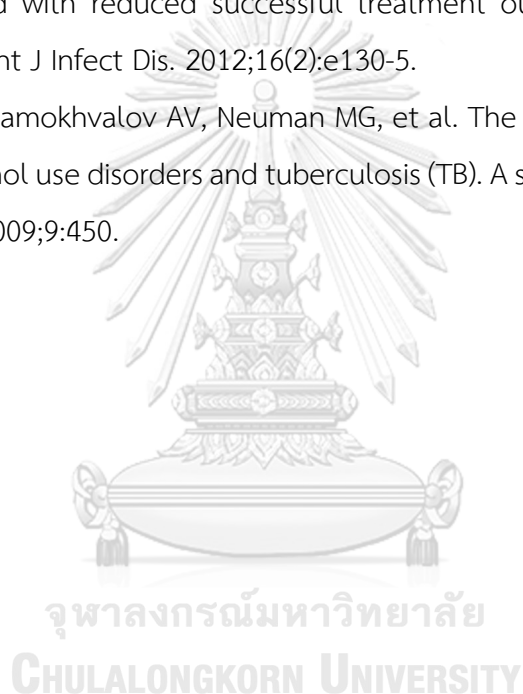 d with reduced successful treatment ou
nt J Infect Dis. 2012;16(2):e130-5.
amokhvalov AV, Neuman MG, et al. The
nol use disorders and tuberculosis (TB). A s
009;9:450.
จุฬาลงกรณ์มหาวิทยาลัย
CHULALONGKORN UNIVERSITY